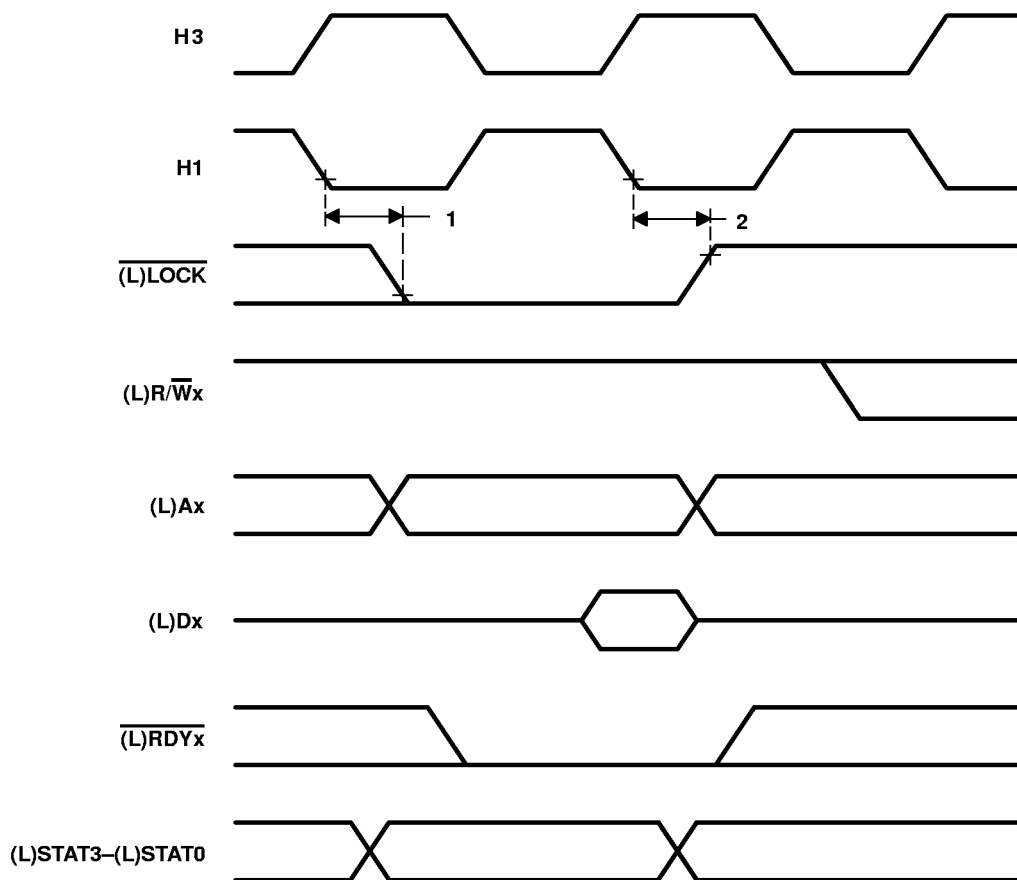 H3
H1
1
2
(L)LOCK
(L)R/Wx
(L)Ax
(L)Dx
(L)RDYx
(L)STAT3–(L)STAT0